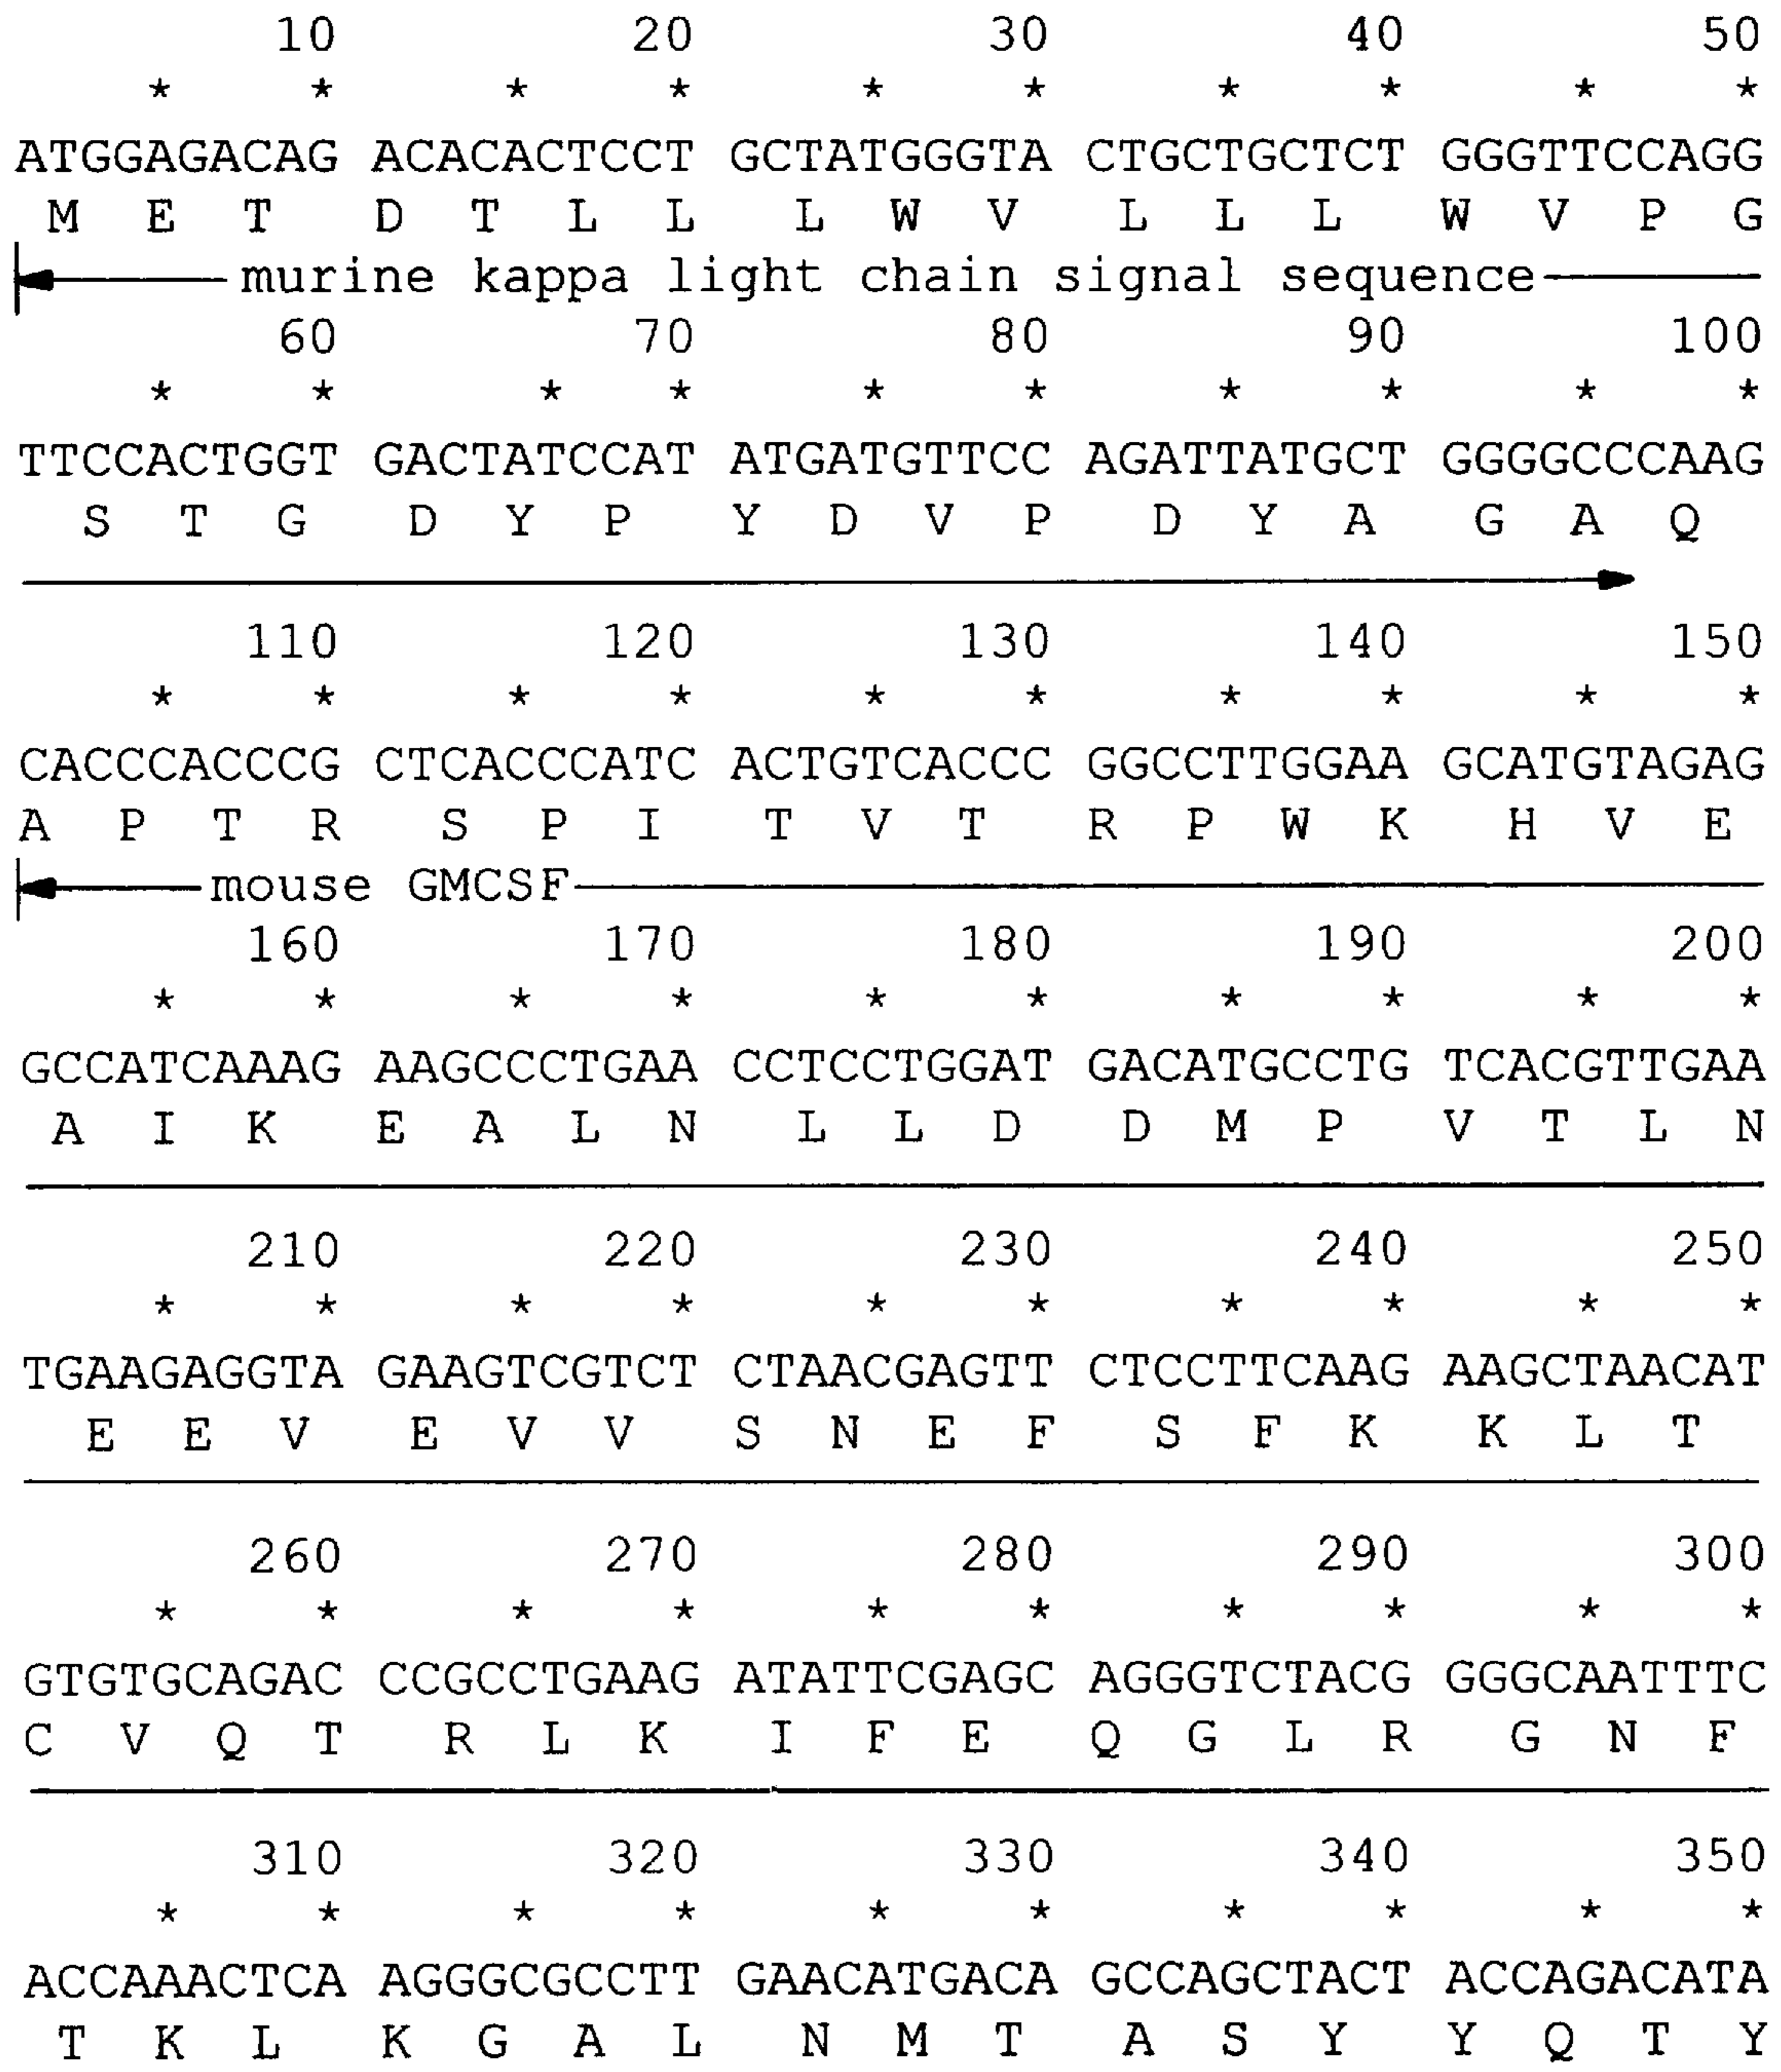 10 20 30 40 50
* * * * * * * * * *
ATGGAGACAG ACACACTCCT GCTATGGGTA CTGCTGCTCT GGGTTCCAGG
M E T D T L L L W V L L L W V P G
murine kappa light chain signal sequence
60 70 80 90 100
* * * * * * * * * *
TTCCACTGGT GACTATCCAT ATGATGTTCC AGATTATGCT GGGGCCCAAG
S T G D Y P Y D V P D Y A G A Q
110 120 130 140 150
* * * * * * * * * *
CACCCACCCG CTCACCCATC ACTGTCACCC GGCCTTGGAA GCATGTAGAG
A P T R S P I T V T R P W K H V E
mouse GMCSF
160 170 180 190 200
* * * * * * * * * *
GCCATCAAAG AAGCCCTGAA CCTCCTGGAT GACATGCCTG TCACGTTGAA
A I K E A L N L L D D M P V T L N
210 220 230 240 250
* * * * * * * * * *
TGAAGAGGTA GAAGTCGTCT CTAACGAGTT CTCCTTCAAG AAGCTAACAT
E E V E V V S N E F S F K K L T
260 270 280 290 300
* * * * * * * * * *
GTGTGCAGAC CCGCCTGAAG ATATTCGAGC AGGGTCTACG GGGCAATTTC
C V Q T R L K I F E Q G L R G N F
310 320 330 340 350
* * * * * * * * * *
ACCAAACTCA AGGGCGCCTT GAACATGACA GCCAGCTACT ACCAGACATA
T K L K G A L N M T A S Y Y Q T Y